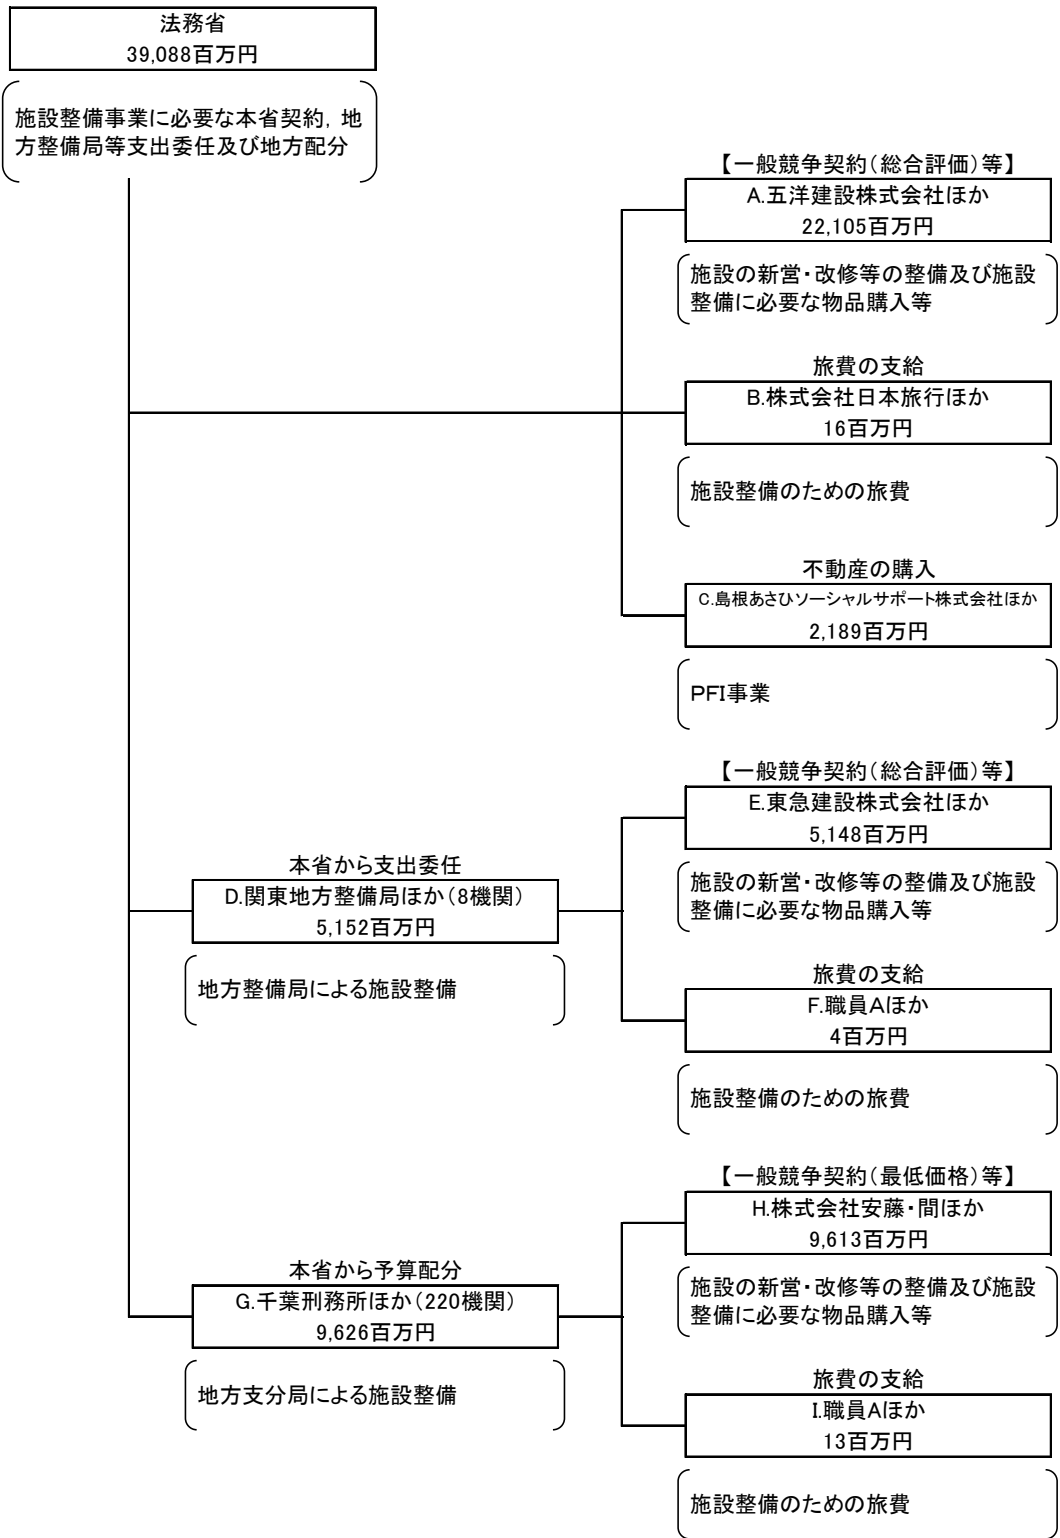 法務省
39,088百万円
施設整備事業に必要な本省契約，地
方整備局等支出委任及び地方配分
【一般競争契約（総合評価）等】
A.五洋建設株式会社ほか
22,105百万円
施設の新営・改修等の整備及び施設
整備に必要な物品購入等
旅費の支給
B.株式会社日本旅行ほか
16百万円
施設整備のための旅費
不動産の購入
C.島根あさひソーシャルサポート株式会社ほか
2,189百万円
PFI事業
【一般競争契約（総合評価）等】
E.東急建設株式会社ほか
5,148百万円
本省から支出委任
D.関東地方整備局ほか（8機関）
5,152百万円
施設の新営・改修等の整備及び施設
整備に必要な物品購入等
地方整備局による施設整備
旅費の支給
F.職員Aほか
4百万円
施設整備のための旅費
【一般競争契約（最低価格）等】
H.株式会社安藤・間ほか
9,613百万円
本省から予算配分
G.千葉刑務所ほか（220機関）
9,626百万円
施設の新営・改修等の整備及び施設
整備に必要な物品購入等
地方支分局による施設整備
旅費の支給
I.職員Aほか
13百万円
施設整備のための旅費